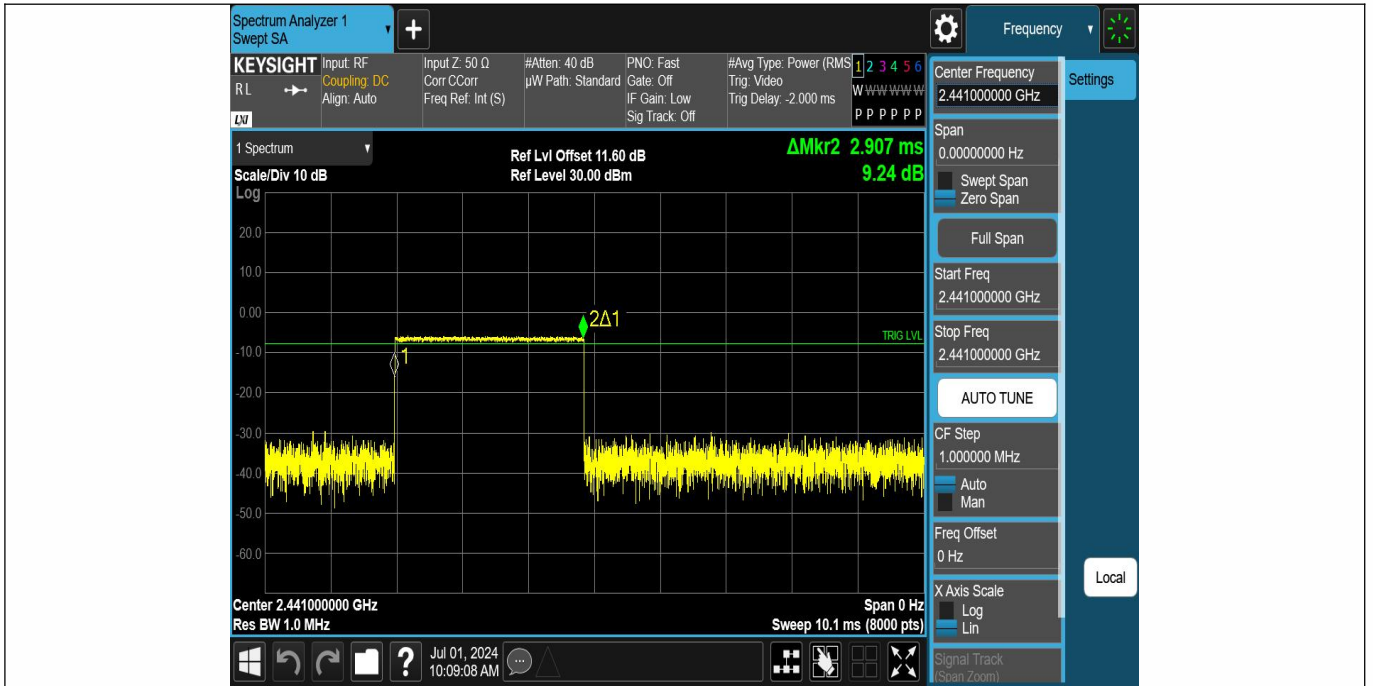 Spectrum Analyzer 1
Swept SA
+
Frequency
KEYSIGHT
RL
LXI
Input: RF
Coupling: DC
Align: Auto
Input Z: 50 Ω
Corr CCorr
Freq Ref: Int (S)
#Atten: 40 dB
µW Path: Standard
PNO: Fast
Gate: Off
IF Gain: Low
Sig Track: Off
#Avg Type: Power (RMS
Trig: Video
Trig Delay: -2.000 ms
1 2 3 4 5 6
W W W W W W
P P P P P P
1 Spectrum
Scale/Div 10 dB
Log
Ref Lvl Offset 11.60 dB
Ref Level 30.00 dBm
ΔMkr2 2.907 ms
9.24 dB
20.0
10.0
0.00
-10.0
-20.0
-30.0
-40.0
-50.0
-60.0
2Δ1
1
TRIG LVL
Center 2.441000000 GHz
Res BW 1.0 MHz
Span 0 Hz
Sweep 10.1 ms (8000 pts)
Jul 01, 2024
10:09:08 AM
?
Center Frequency
2.441000000 GHz
Settings
Span
0.00000000 Hz
Swept Span
Zero Span
Full Span
Start Freq
2.441000000 GHz
Stop Freq
2.441000000 GHz
AUTO TUNE
CF Step
1.000000 MHz
Auto
Man
Freq Offset
0 Hz
X Axis Scale
Log
Lin
Local
Signal Track
(Span Zoom)